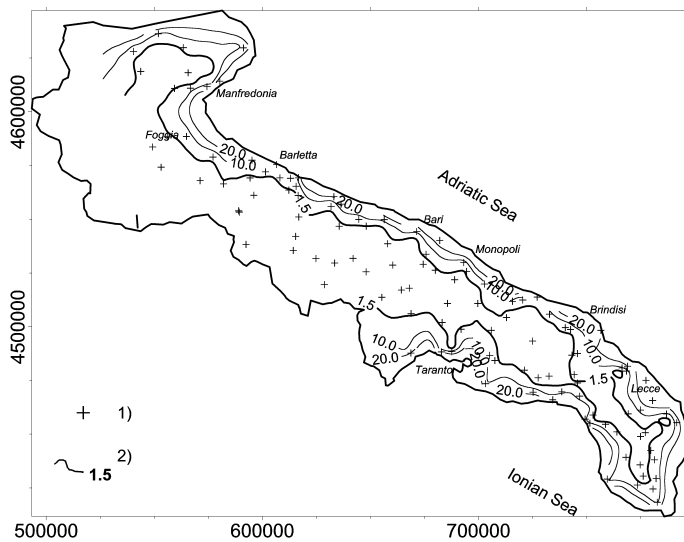 4600000
4500000
Manfredonia
Foggia
Barletta
20.0
10.0
1.5
20.0
Adriatic Sea
Bari
Monopoli
20.0
10.0
1.5
Brindisi
20.0
10.0
10.0
20.0
10.0
20.0
Taranto
20.0
1.5
Lecce
1)
2)
1.5
Ionian Sea
500000
600000
700000